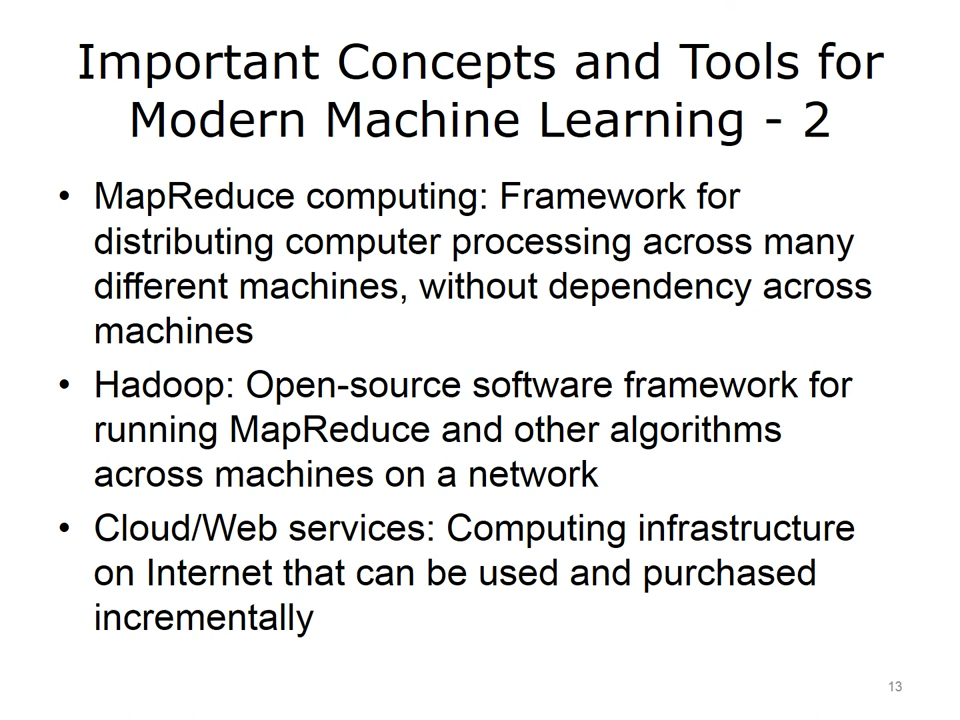 Important Concepts and Tools for
Modern Machine Learning - 2
• MapReduce computing: Framework for
distributing computer processing across many
different machines, without dependency across
machines
• Hadoop: Open-source software framework for
running MapReduce and other algorithms
across machines on a network
• Cloud/Web services: Computing infrastructure
on Internet that can be used and purchased
incrementally
13